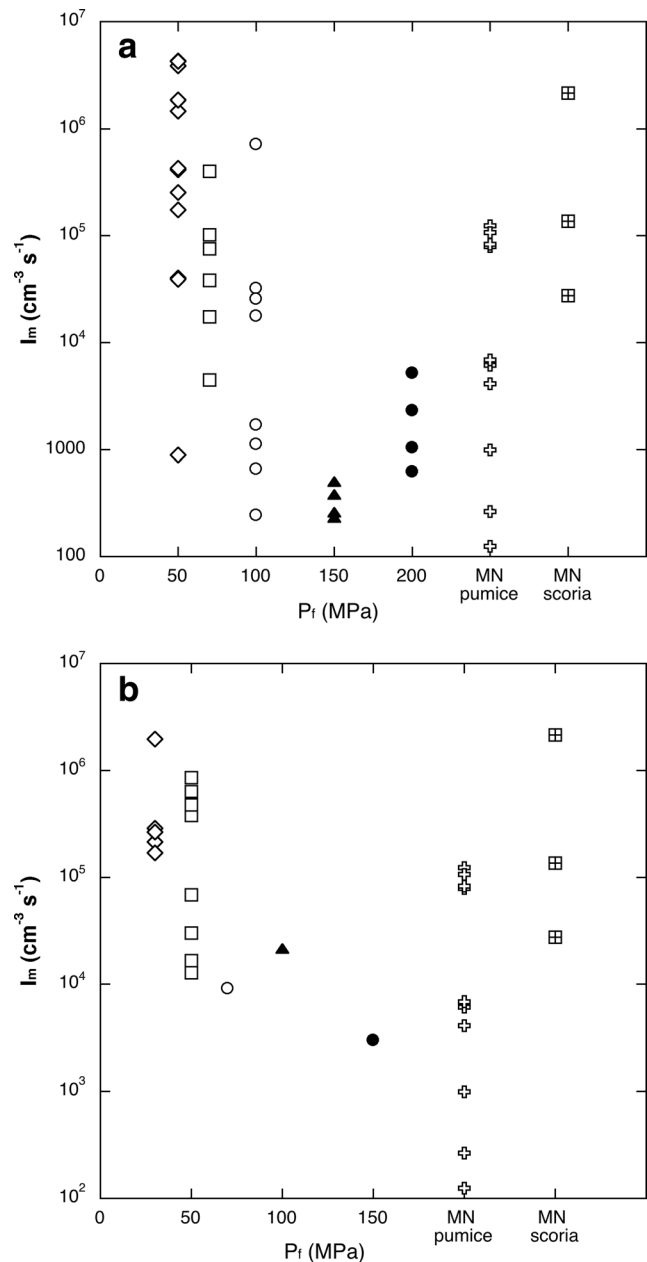 a
10⁷
10⁶
10⁵
10⁴
1000
100
Iₘ (cm⁻³ s⁻¹)
0 50 100 150 200 MN pumice MN scoria
P_f (MPa)
b
10⁷
10⁶
10⁵
10⁴
10³
10²
Iₘ (cm⁻³ s⁻¹)
0 50 100 150 MN pumice MN scoria
P_f (MPa)